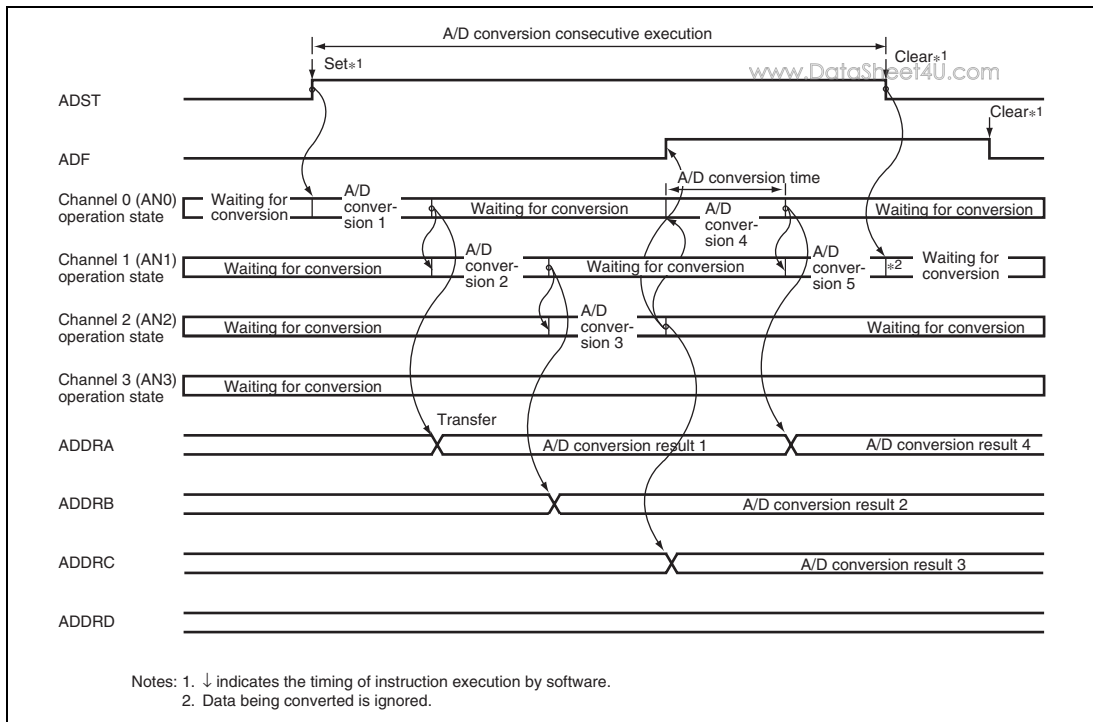 A/D conversion consecutive execution
Set*1
Clear*1
www.DataSheet4U.com
ADST
Clear*1
ADF
A/D conversion time
Channel 0 (AN0)
operation state
Waiting for
conversion
A/D
conver-
sion 1
Waiting for conversion
A/D
conver-
sion 4
Waiting for conversion
Channel 1 (AN1)
operation state
Waiting for conversion
A/D
conver-
sion 2
Waiting for conversion
A/D
conver-
sion 5
*2
Waiting for
conversion
Channel 2 (AN2)
operation state
Waiting for conversion
A/D
conver-
sion 3
Waiting for conversion
Channel 3 (AN3)
operation state
Waiting for conversion
Transfer
ADDRA
A/D conversion result 1
A/D conversion result 4
ADDRB
A/D conversion result 2
ADDRC
A/D conversion result 3
ADDRD
Notes: 1. ↓ indicates the timing of instruction execution by software.
2. Data being converted is ignored.